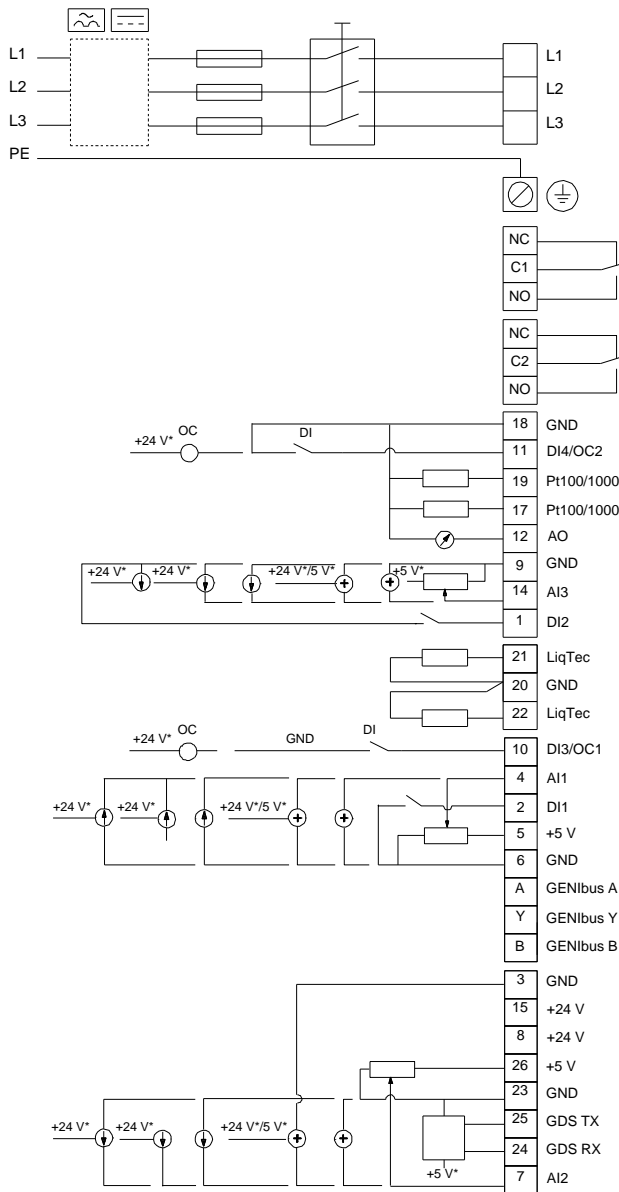 L1 L1
L2 L2
L3 L3
PE
NC
C1
NO
NC
C2
NO
18 GND
+24 V* OC DI 11 DI4/OC2
19 Pt100/1000
17 Pt100/1000
12 AO
9 GND
+24 V* +24 V* +24 V*/5 V* +5 V*
14 AI3
1 DI2
21 LiqTec
20 GND
22 LiqTec
+24 V* OC GND DI 10 DI3/OC1
4 AI1
2 DI1
+24 V* +24 V* +24 V*/5 V*
5 +5 V
6 GND
A GENIbus A
Y GENIbus Y
B GENIbus B
3 GND
15 +24 V
8 +24 V
26 +5 V
23 GND
25 GDS TX
+24 V* +24 V* +24 V*/5 V*
24 GDS RX
+5 V*
7 AI2